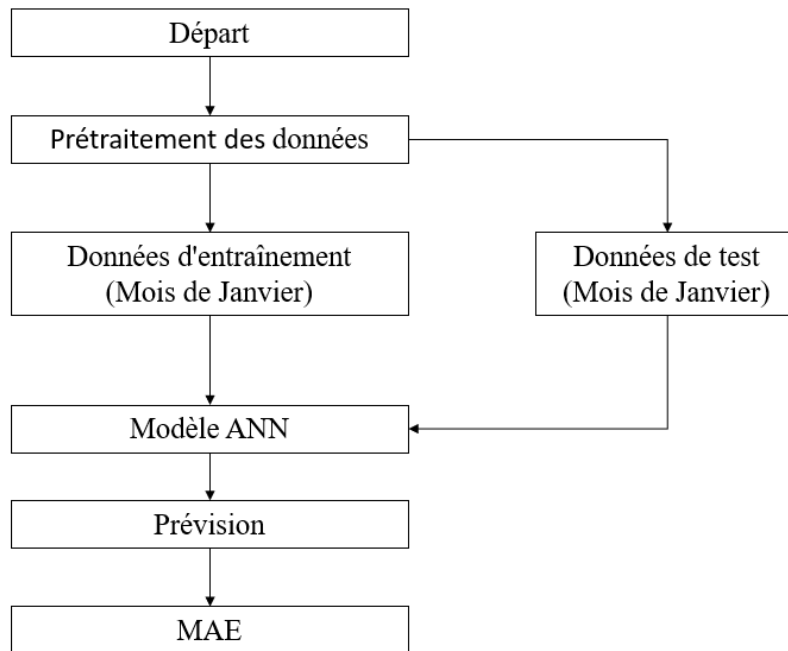 Départ
Prétraitement des données
Données d'entraînement
(Mois de Janvier)
Données de test
(Mois de Janvier)
Modèle ANN
Prévision
MAE